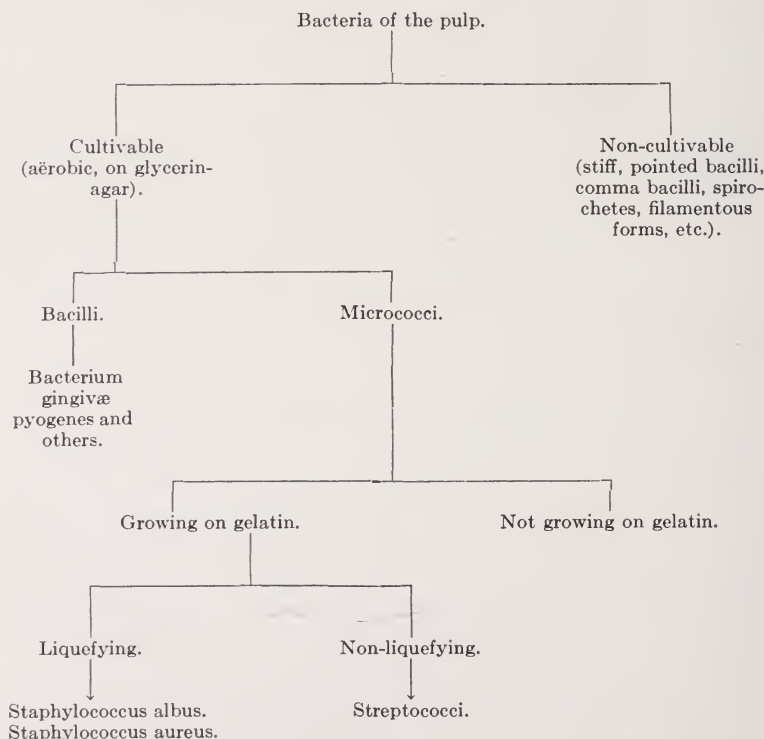 Bacteria of the pulp.
Cultivable
(aërobic, on glycerin-
agar).
Non-cultivable
(stiff, pointed bacilli,
comma bacilli, spiro-
chetes, filamentous
forms, etc.).
Bacilli.
Micrococci.
Bacterium
gingivæ
pyogenes and
others.
Growing on gelatin.
Not growing on gelatin.
Liquefying.
Non-liquefying.
Staphylococcus albus.
Staphylococcus aureus.
Streptococci.